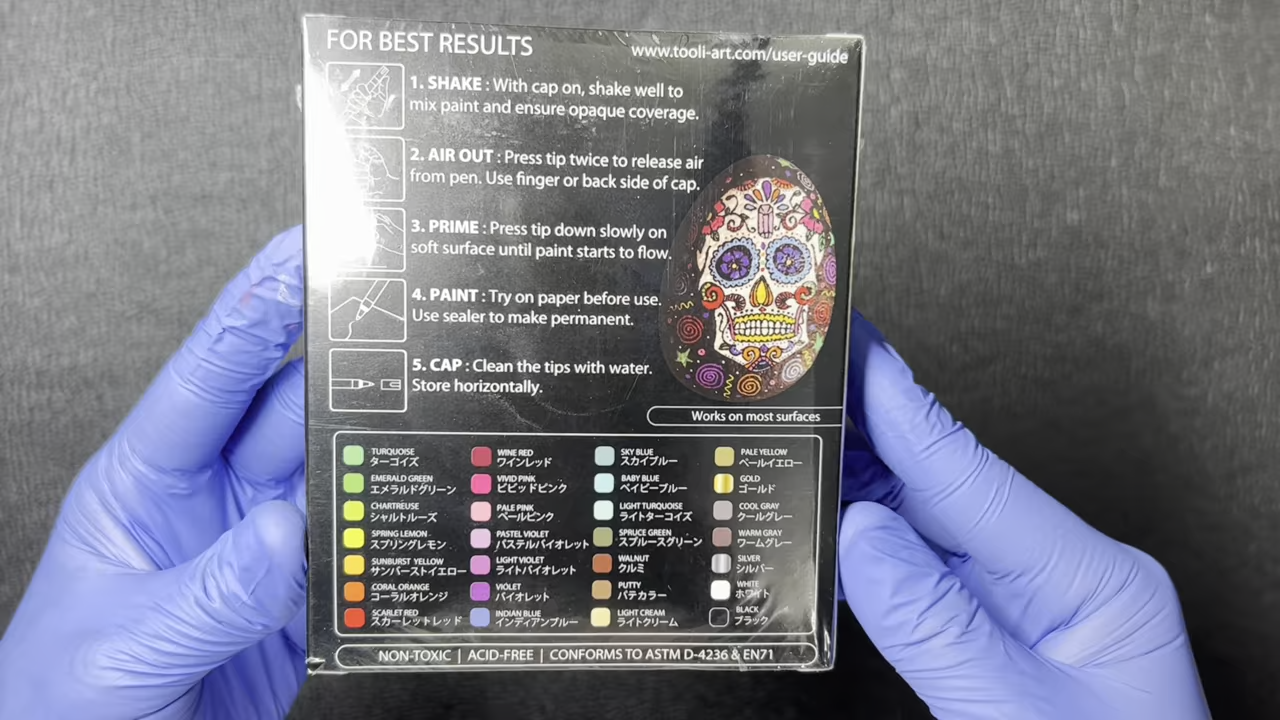 FOR BEST RESULTS
www.tooli-art.com/user-guide
1. SHAKE : With cap on, shake well to
mix paint and ensure opaque coverage.
2. AIR OUT : Press tip twice to release air
from pen. Use finger or back side of cap.
3. PRIME : Press tip down slowly on
soft surface until paint starts to flow.
4. PAINT : Try on paper before use.
Use sealer to make permanent.
5. CAP : Clean the tips with water.
Store horizontally.
Works on most surfaces
TURQUOISE
ターコイズ
EMERALD GREEN
エメラルドグリーン
CHARTREUSE
シャルトルーズ
SPRING LEMON
スプリングレモン
SUNBURST YELLOW
サンバーストイエロー
CORAL ORANGE
コーラルオレンジ
SCARLET RED
スカーレットレッド
WINE RED
ワインレッド
VIVID PINK
ビビッドピンク
PALE PINK
ペールピンク
PASTEL VIOLET
パステルバイオレット
LIGHT VIOLET
ライトバイオレット
VIOLET
バイオレット
INDIAN BLUE
インディアンブルー
SKY BLUE
スカイブルー
BABY BLUE
ベイビーブルー
LIGHT TURQUOISE
ライトターコイズ
SPRUCE GREEN
スプルースグリーン
WALNUT
クルミ
PUTTY
パテカラー
LIGHT CREAM
ライトクリーム
PALE YELLOW
ペールイエロー
GOLD
ゴールド
COOL GRAY
クールグレー
WARM GRAY
ワームグレー
SILVER
シルバー
WHITE
ホワイト
BLACK
ブラック
NON-TOXIC | ACID-FREE | CONFORMS TO ASTM D-4236 & EN71